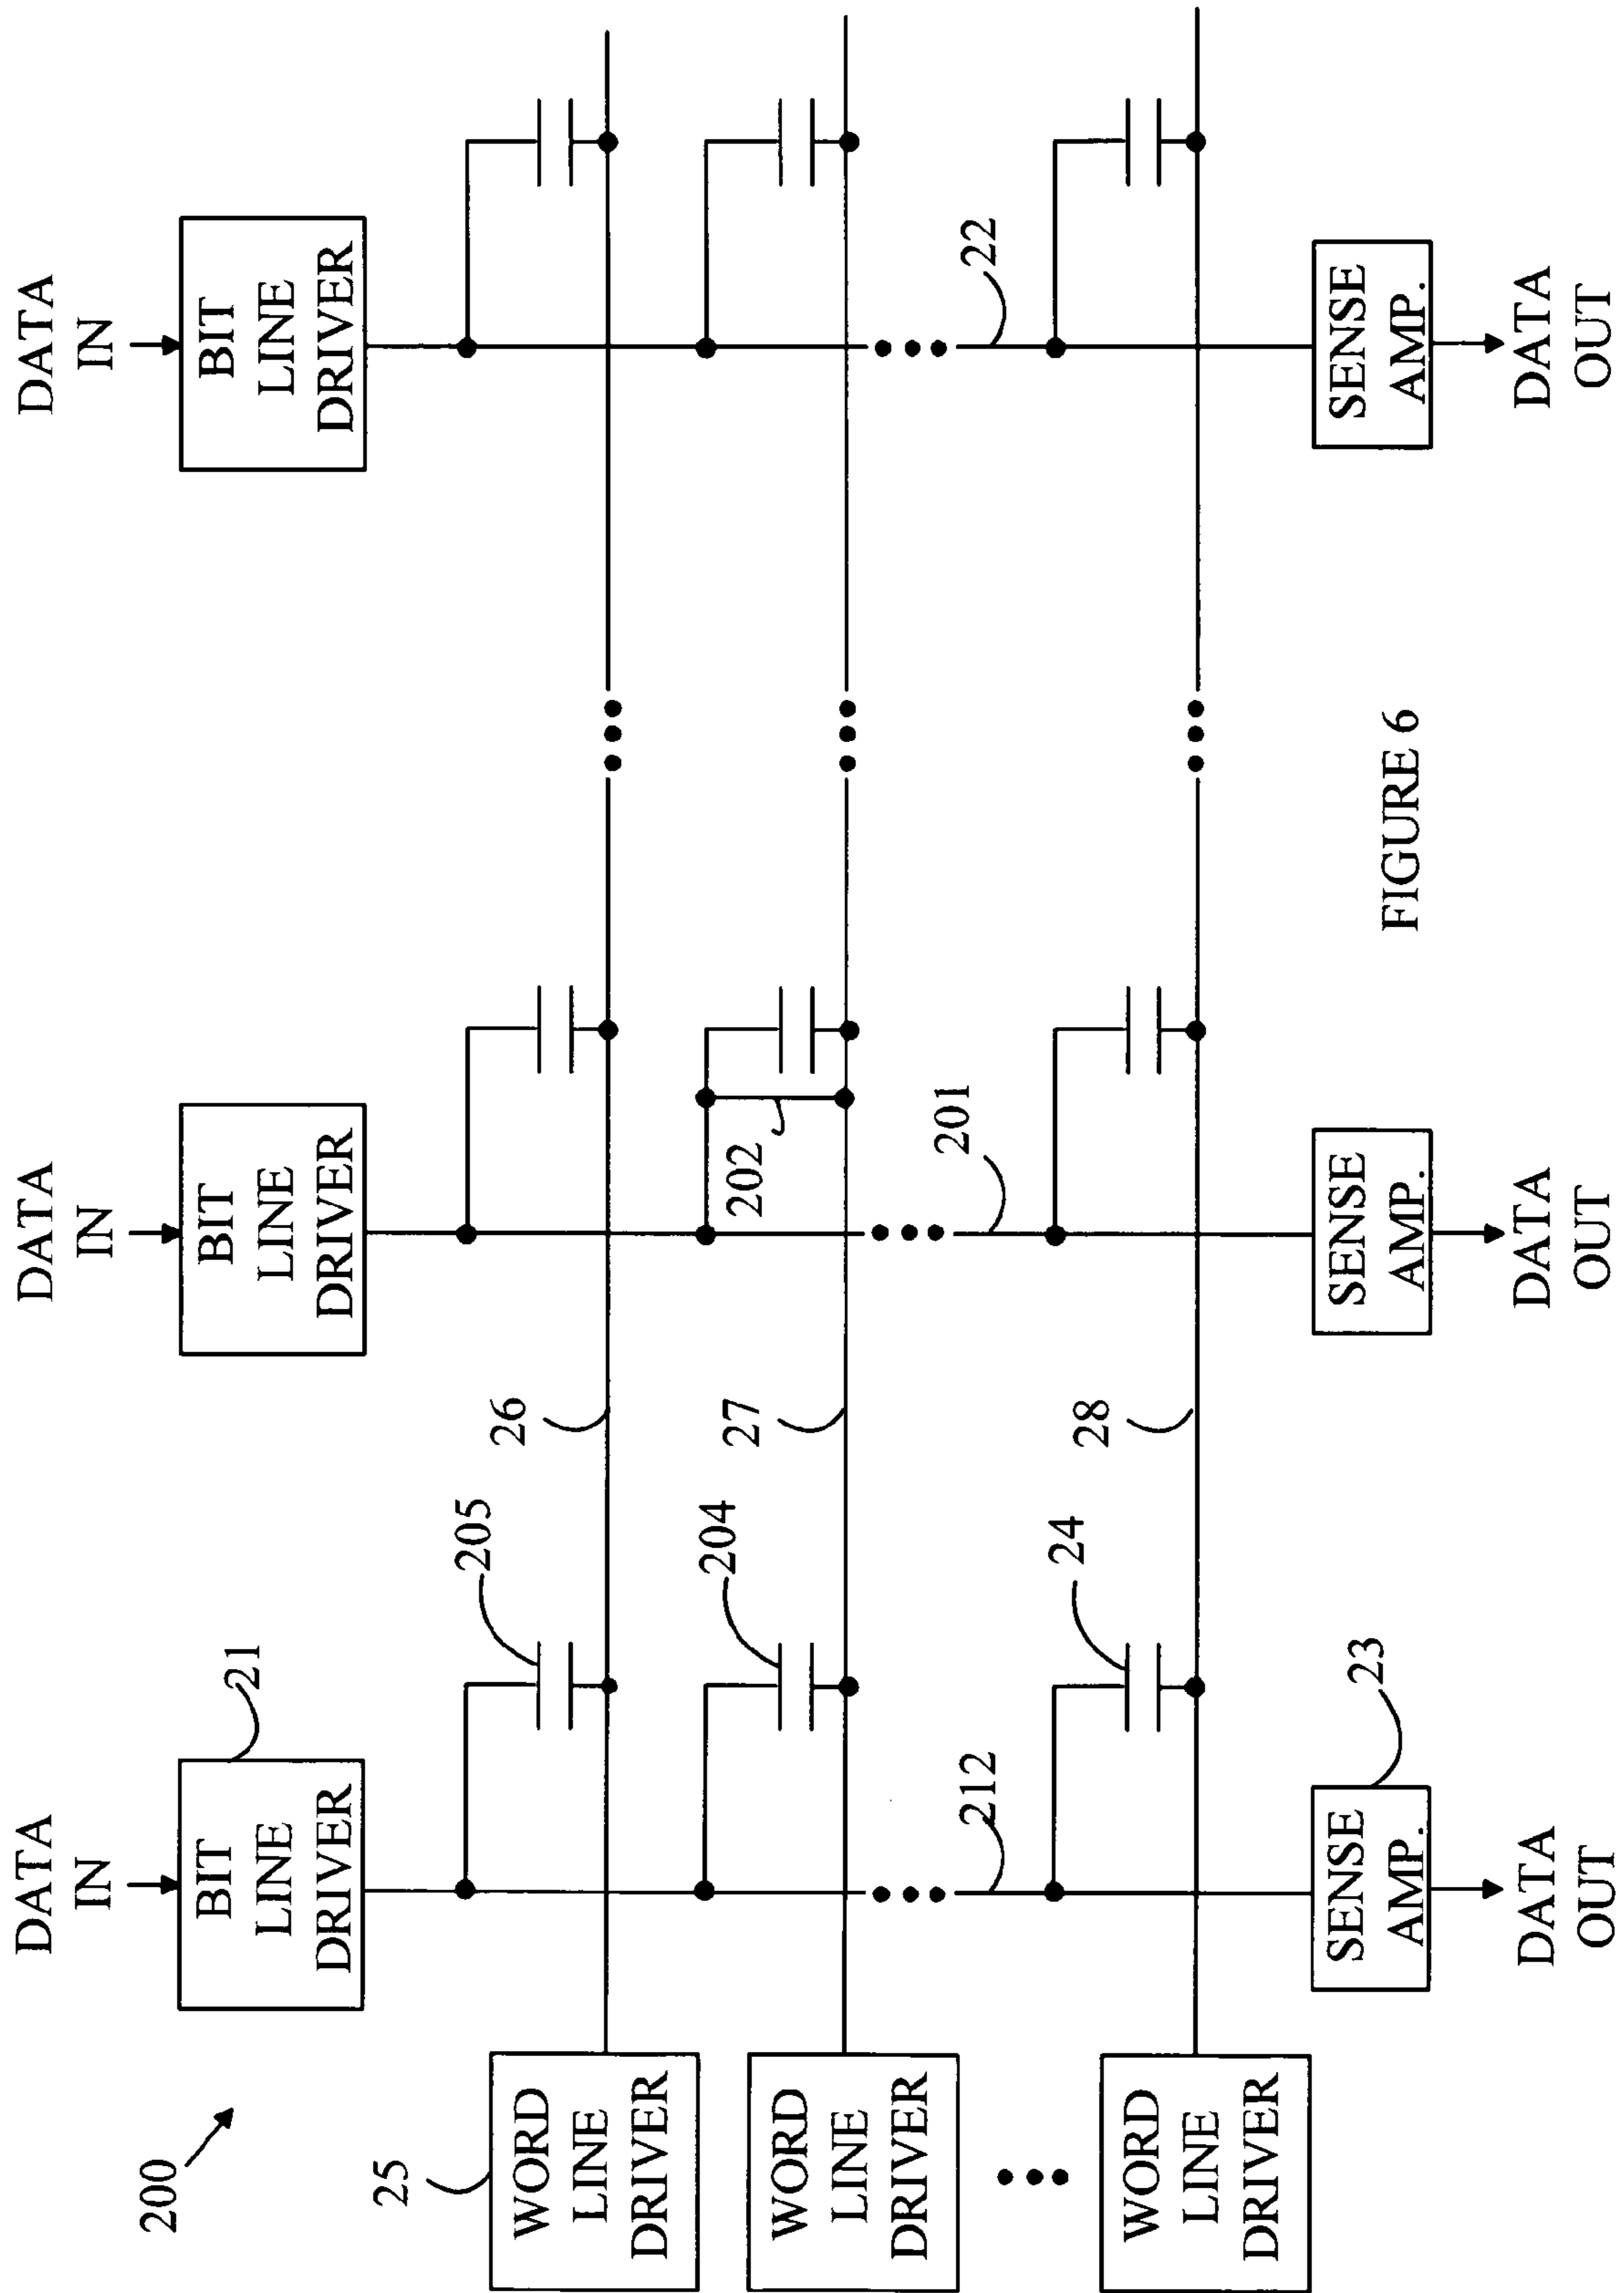 200
DATA
IN
DATA
IN
DATA
IN
BIT
LINE
DRIVER
21
BIT
LINE
DRIVER
BIT
LINE
DRIVER
25
WORD
LINE
DRIVER
205
26
WORD
LINE
DRIVER
204
27
202
212
201
22
WORD
LINE
DRIVER
24
28
SENSE
AMP.
23
SENSE
AMP.
SENSE
AMP.
DATA
OUT
DATA
OUT
DATA
OUT
FIGURE 6